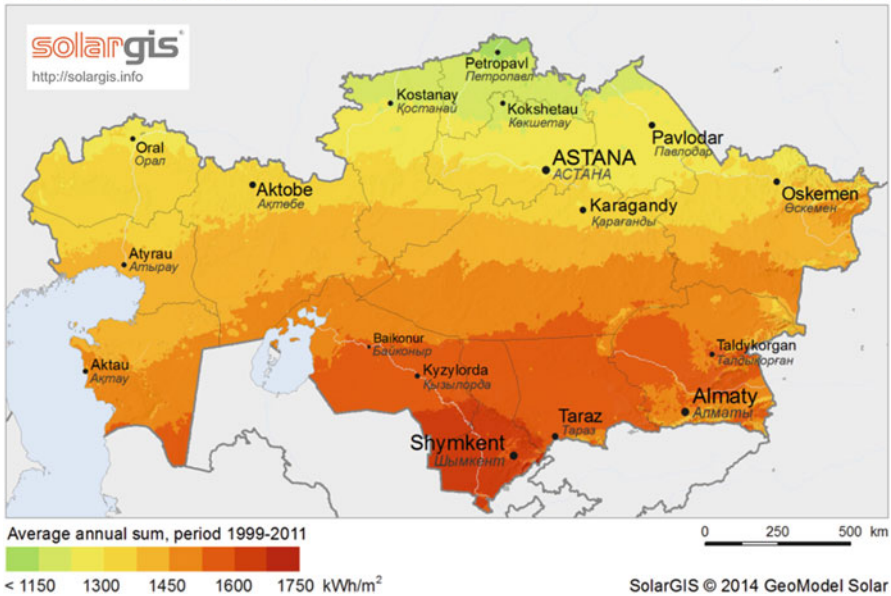 solargis
http://solargis.info
Petropavl
Петропавл
Kostanay
Қостанай
Kokshetau
Көкшетау
Oral
Орал
Pavlodar
Павлодар
ASTANA
АСТАНА
Aktobe
Ақтөбе
Oskemen
Өскемен
Karagandy
Қарағанды
Atyrau
Атырау
Baikonur
Байконыр
Taldykorgan
Талдықорған
Aktau
Ақтау
Kyzylorda
Қызылорда
Almaty
Алматы
Taraz
Тараз
Shymkent
Шымкент
Average annual sum, period 1999-2011
< 1150 1300 1450 1600 1750 kWh/m²
0 250 500 km
SolarGIS © 2014 GeoModel Solar